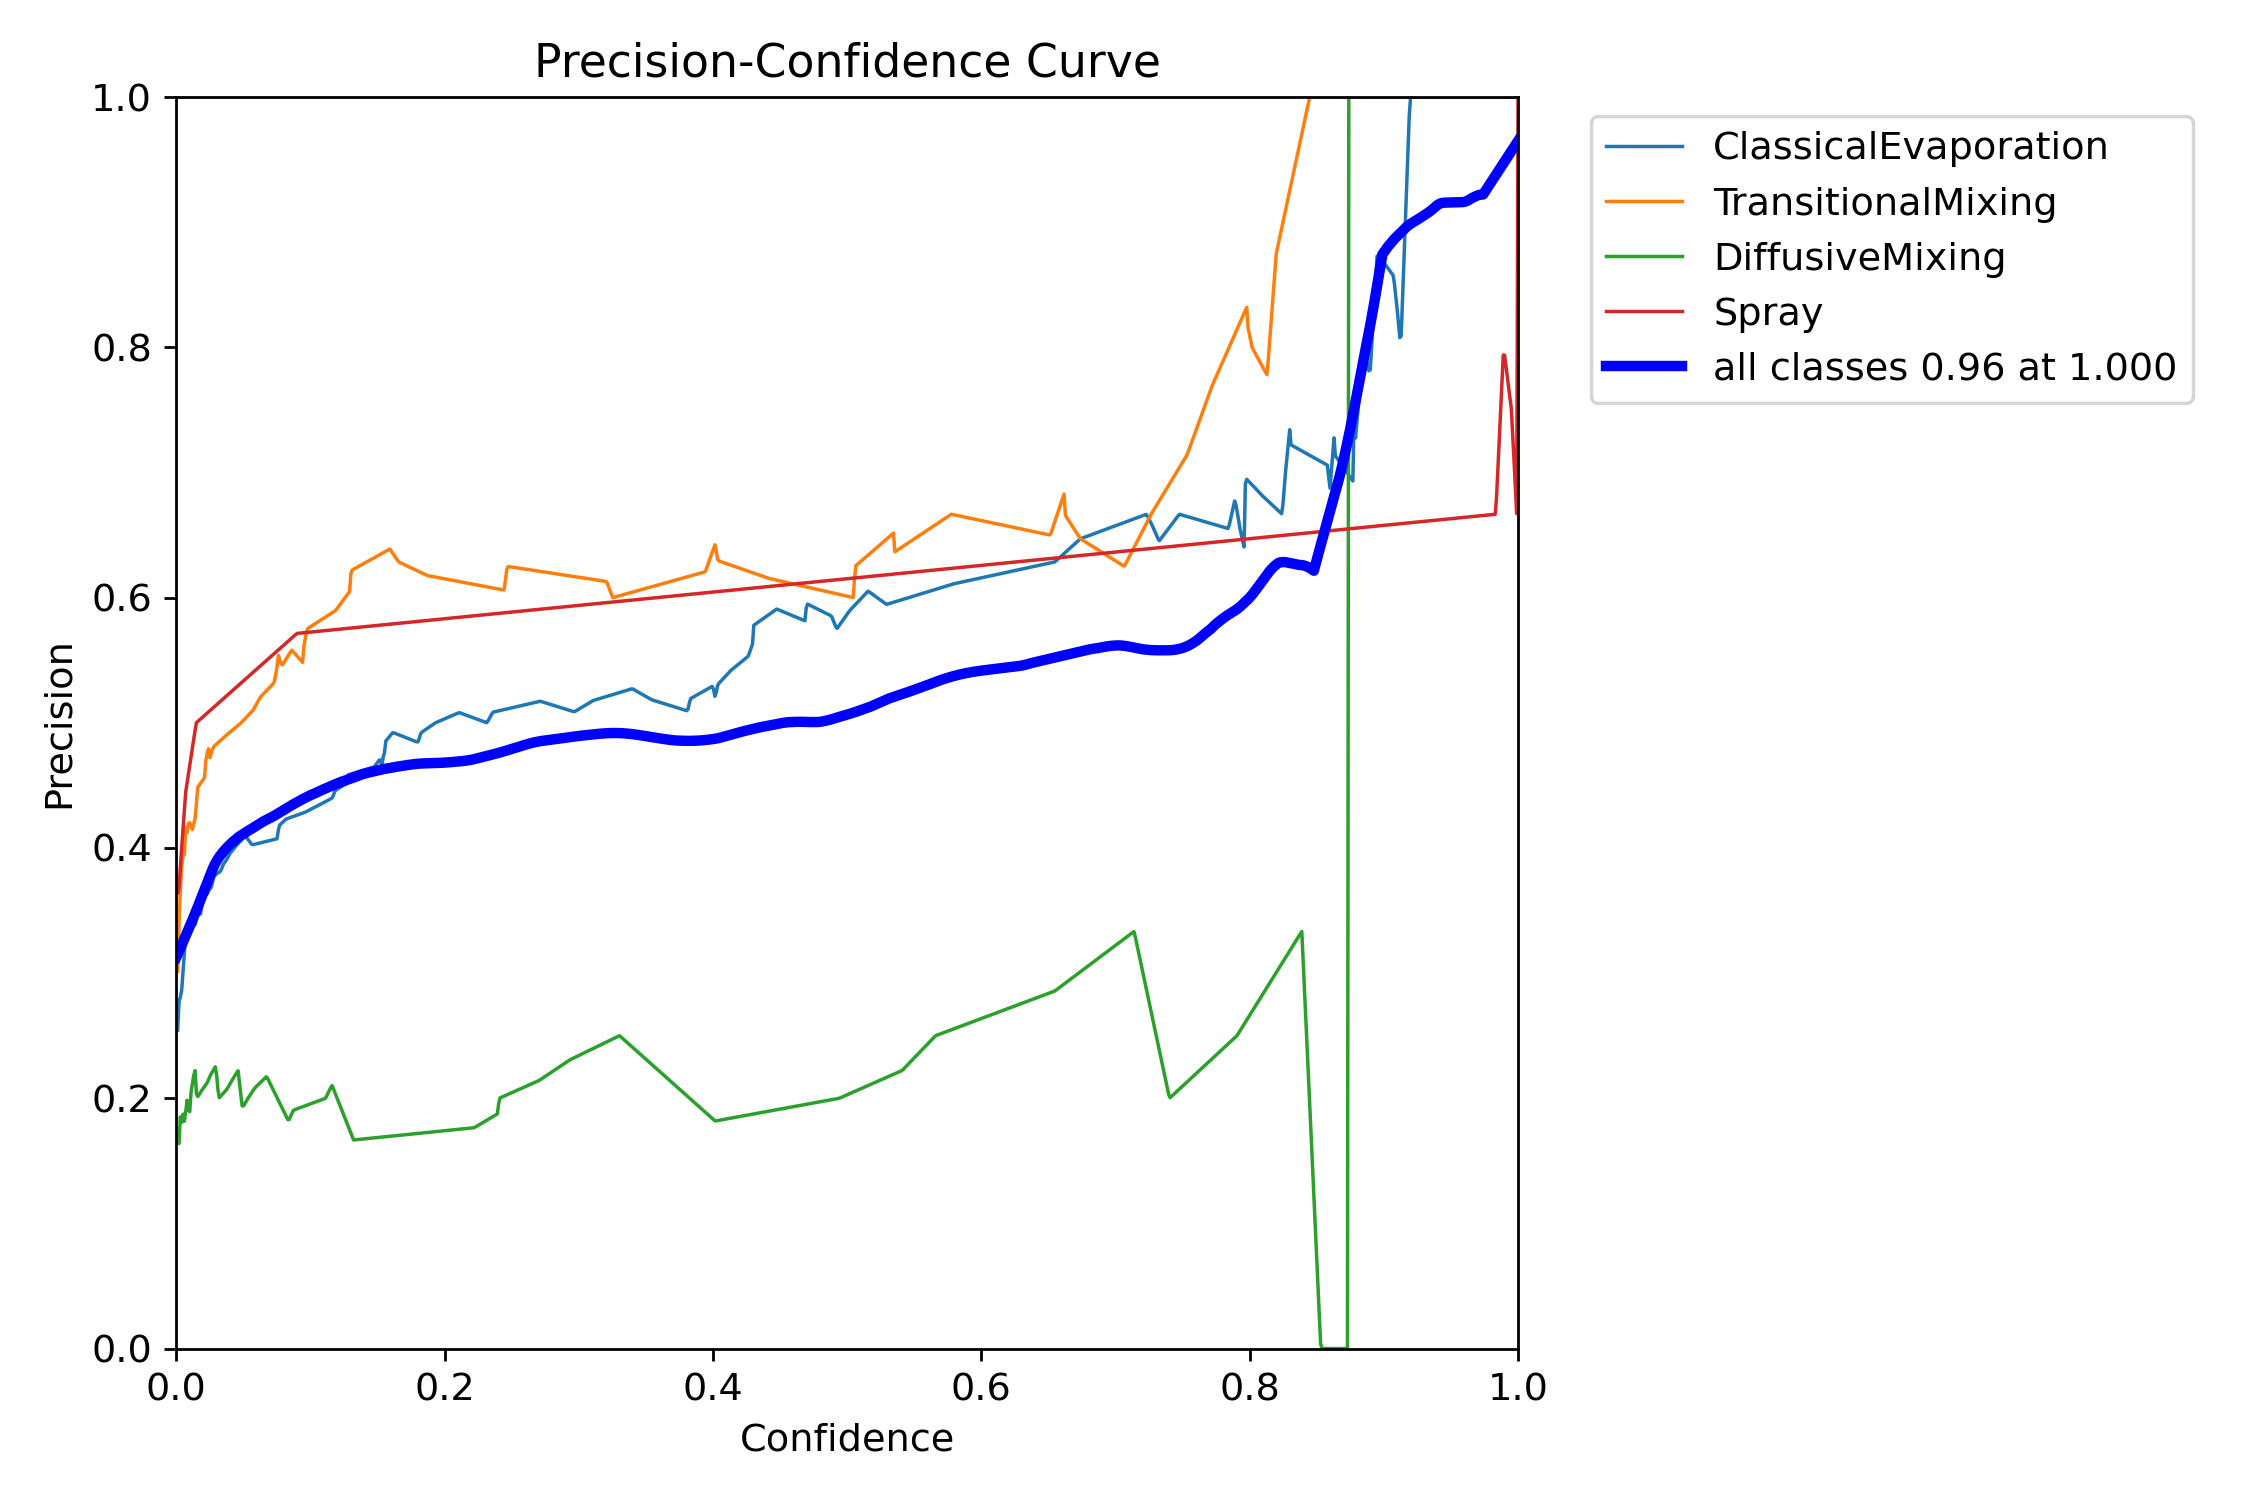 Precision-Confidence Curve
1.0
0.8
0.6
0.4
0.2
0.0
Precision
0.0 0.2 0.4 0.6 0.8 1.0
Confidence
ClassicalEvaporation
TransitionalMixing
DiffusiveMixing
Spray
all classes 0.96 at 1.000